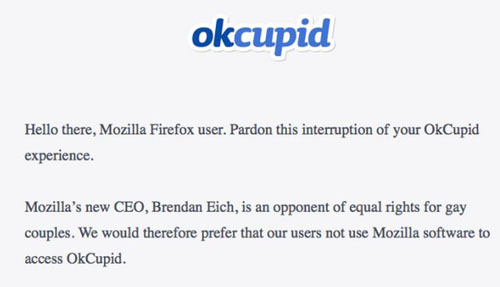 okcupid
Hello there, Mozilla Firefox user. Pardon this interruption of your OkCupid
experience.
Mozilla’s new CEO, Brendan Eich, is an opponent of equal rights for gay
couples. We would therefore prefer that our users not use Mozilla software to
access OkCupid.